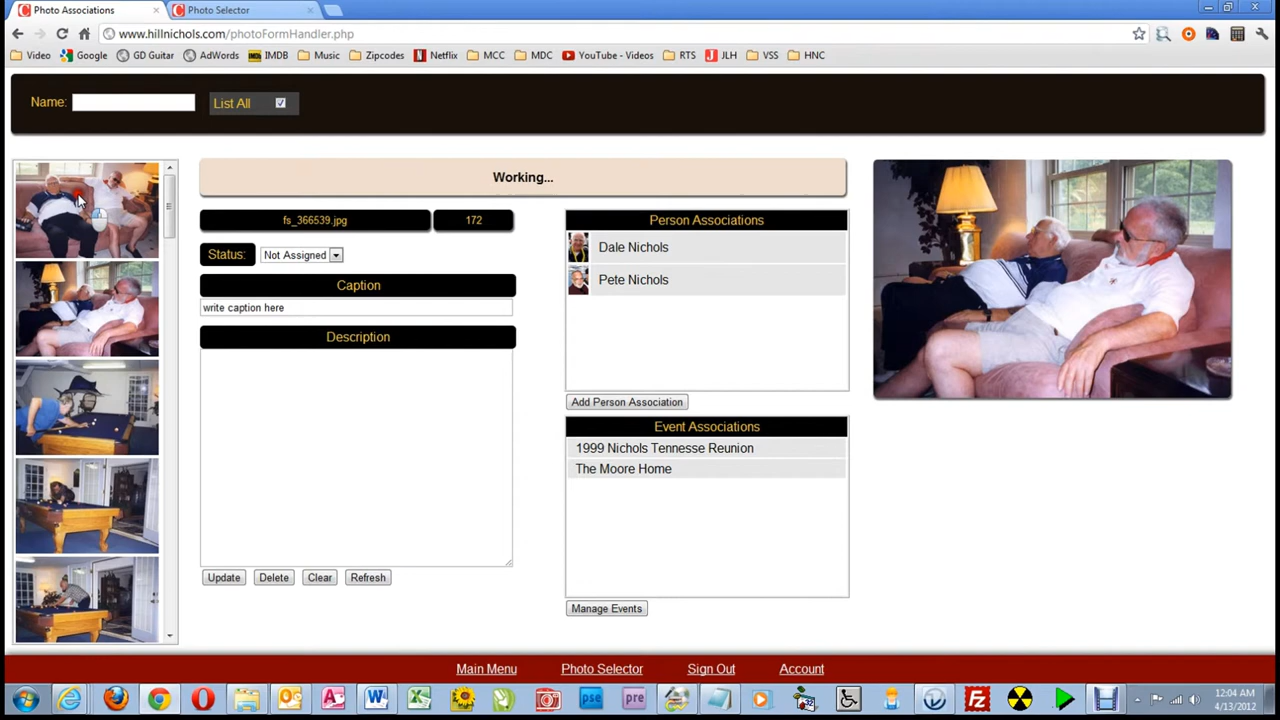 Photo Associations
Photo Selector
www.hillnichols.com/photoFormHandler.php
Video
Google
GD Guitar
AdWords
IMDB
Music
Zipcodes
Netflix
MCC
MDC
YouTube - Videos
RTS
JLH
VSS
HNC
Name:
List All
Working...
fs_366539.jpg
172
Status:
Not Assigned
Caption
write caption here
Description
Update
Delete
Clear
Refresh
Person Associations
Dale Nichols
Pete Nichols
Add Person Association
Event Associations
1999 Nichols Tennesse Reunion
The Moore Home
Manage Events
Main Menu
Photo Selector
Sign Out
Account
pse
pre
12:04 AM
4/13/2012